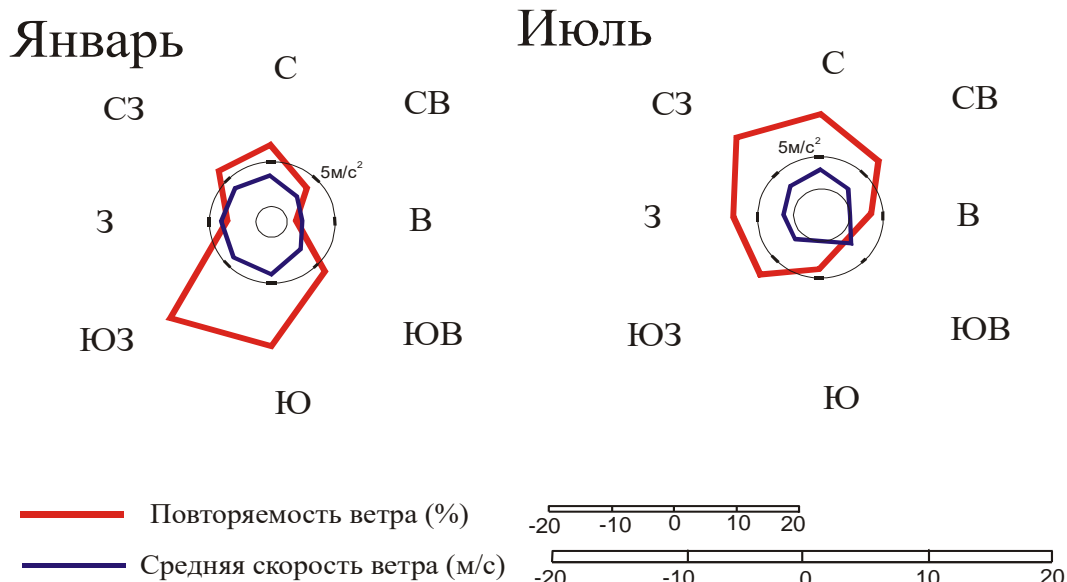 Январь
С
СЗ
СВ
5м/с²
З
В
ЮЗ
ЮВ
Ю
Июль
С
СЗ
СВ
5м/с²
З
В
ЮЗ
ЮВ
Ю
Повторяемость ветра (%)
-20 -10 0 10 20
Средняя скорость ветра (м/с)
-20 -10 0 10 20